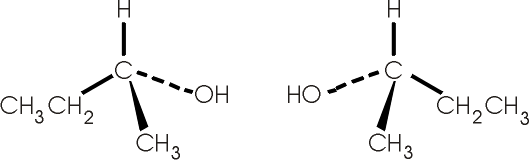 H H
C OH HO C
CH₃CH₂ CH₂CH₃
CH₃ CH₃